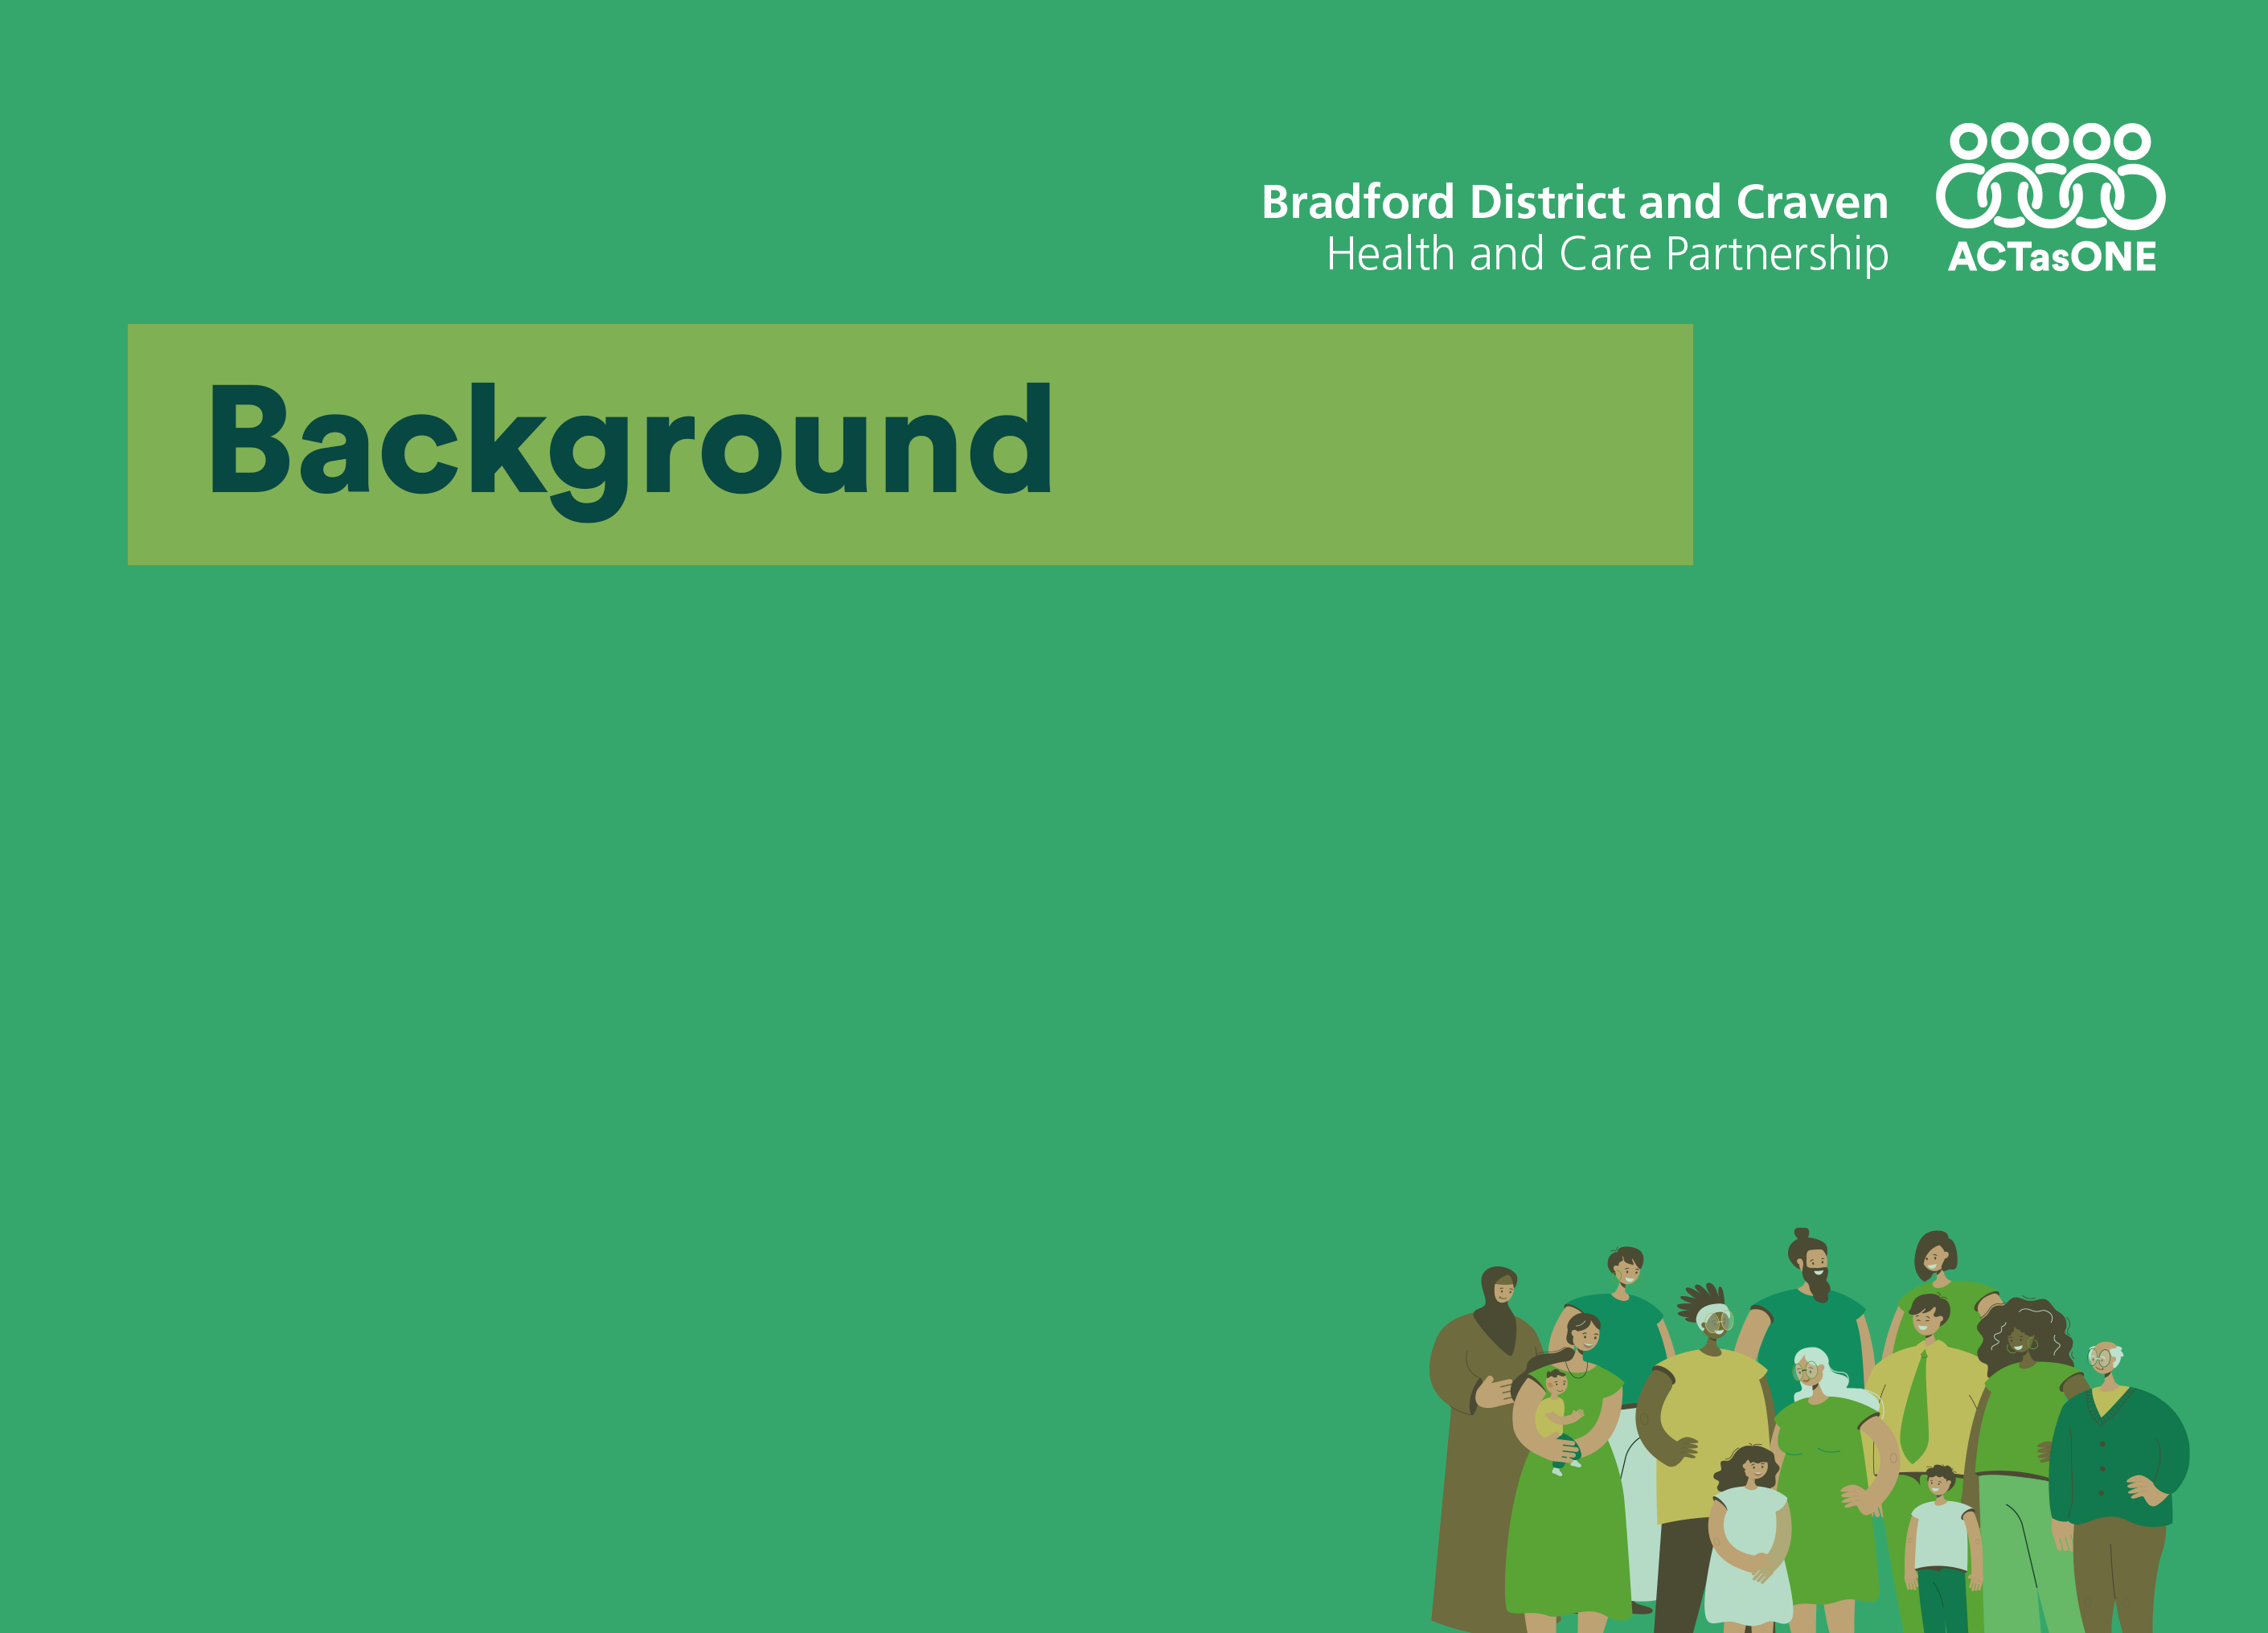 Bradford District and Craven
Health and Care Partnership
ACTasONE
Background